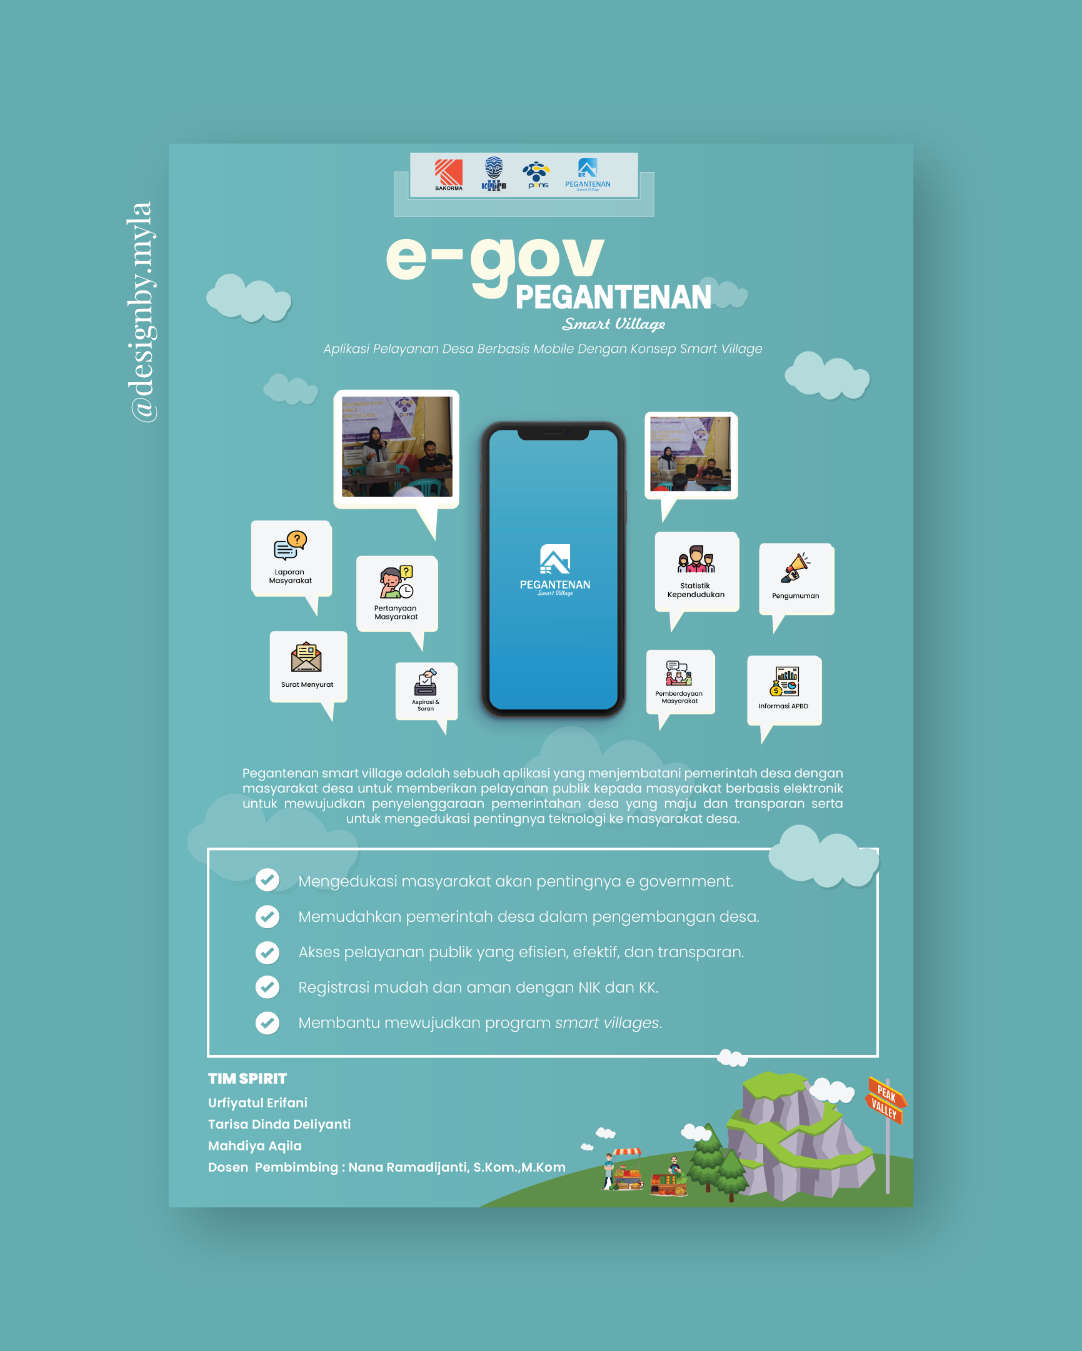 @designby.myla
SANORMA
pens
PEGANTENAN
Smart Village
e-gov
PEGANTENAN
Smart Village
Aplikasi Pelayanan Desa Berbasis Mobile Dengan Konsep Smart Village
Laporan
Masyarakat
Pertanyaan
Masyarakat
Surat Menyurat
Aspirasi &
Saran
PEGANTENAN
Smart Village
Statistik
Kependudukan
Pengumuman
Pemberdayaan
Masyarakat
Informasi APBD
Pegantenan smart village adalah sebuah aplikasi yang menjembatani pemerintah desa dengan
masyarakat desa untuk memberikan pelayanan publik kepada masyarakat berbasis elektronik
untuk mewujudkan penyelenggaraan pemerintahan desa yang maju dan transparan serta
untuk mengedukasi pentingnya teknologi ke masyarakat desa.
Mengedukasi masyarakat akan pentingnya e government.
Memudahkan pemerintah desa dalam pengembangan desa.
Akses pelayanan publik yang efisien, efektif, dan transparan.
Registrasi mudah dan aman dengan NIK dan KK.
Membantu mewujudkan program smart villages.
TIM SPIRIT
Urfiyatul Erifani
Tarisa Dinda Deliyanti
Mahdiya Aqila
Dosen Pembimbing : Nana Ramadijanti, S.Kom.,M.Kom
PEAK
VALLEY